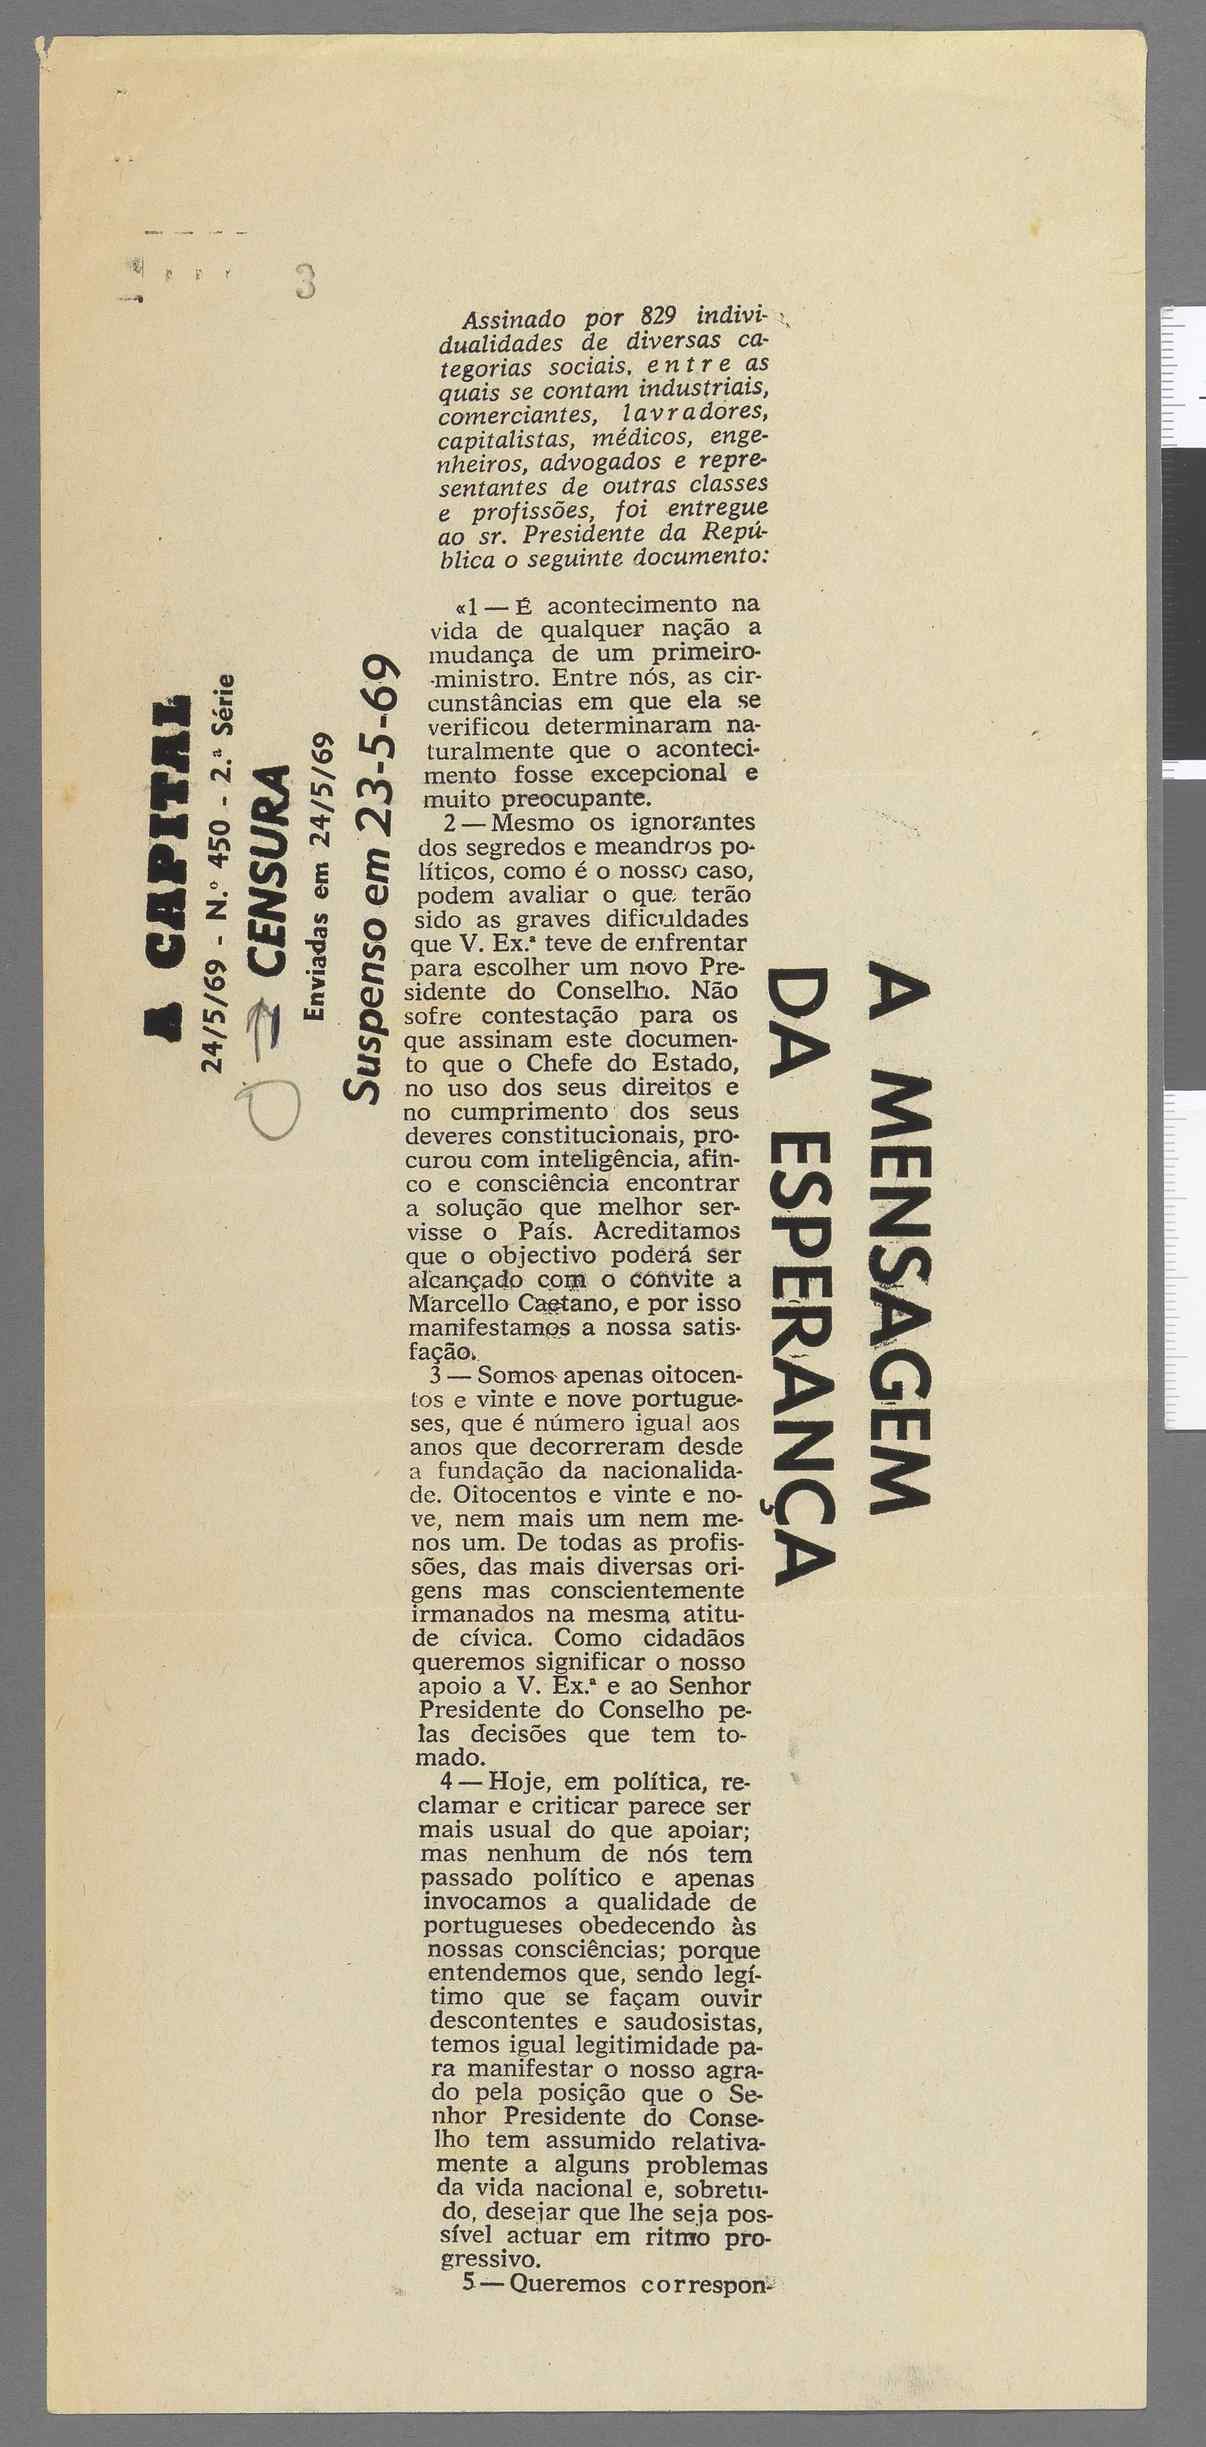 A CAPITAL
24/5/69 - N.º 450 - 2.ª Série
CENSURA
Enviadas em 24/5/69
Suspenso em 23-5-69
3
A MENSAGEM
DA ESPERANÇA
Assinado por 829 indivi-
dualidades de diversas ca-
tegorias sociais, entre as
quais se contam industriais,
comerciantes, lavradores,
capitalistas, médicos, enge-
nheiros, advogados e repre-
sentantes de outras classes
e profissões, foi entregue
ao sr. Presidente da Repú-
blica o seguinte documento:
«1 — É acontecimento na
vida de qualquer nação a
mudança de um primeiro-
-ministro. Entre nós, as cir-
cunstâncias em que ela se
verificou determinaram na-
turalmente que o aconteci-
mento fosse excepcional e
muito preocupante.
2 — Mesmo os ignorantes
dos segredos e meandros po-
líticos, como é o nosso caso,
podem avaliar o que terão
sido as graves dificuldades
que V. Ex.ª teve de enfrentar
para escolher um novo Pre-
sidente do Conselho. Não
sofre contestação para os
que assinam este documen-
to que o Chefe do Estado,
no uso dos seus direitos e
no cumprimento dos seus
deveres constitucionais, pro-
curou com inteligência, afin-
co e consciência encontrar
a solução que melhor ser-
visse o País. Acreditamos
que o objectivo poderá ser
alcançado com o convite a
Marcello Caetano, e por isso
manifestamos a nossa satis-
fação.
3 — Somos apenas oitocen-
tos e vinte e nove portugue-
ses, que é número igual aos
anos que decorreram desde
a fundação da nacionalida-
de. Oitocentos e vinte e no-
ve, nem mais um nem me-
nos um. De todas as profis-
sões, das mais diversas ori-
gens mas conscientemente
irmanados na mesma atitu-
de cívica. Como cidadãos
queremos significar o nosso
apoio a V. Ex.ª e ao Senhor
Presidente do Conselho pe-
las decisões que tem to-
mado.
4 — Hoje, em política, re-
clamar e criticar parece ser
mais usual do que apoiar;
mas nenhum de nós tem
passado político e apenas
invocamos a qualidade de
portugueses obedecendo às
nossas consciências; porque
entendemos que, sendo legí-
timo que se façam ouvir
descontentes e saudosistas,
temos igual legitimidade pa-
ra manifestar o nosso agra-
do pela posição que o Se-
nhor Presidente do Conse-
lho tem assumido relativa-
mente a alguns problemas
da vida nacional e, sobretu-
do, desejar que lhe seja pos-
sível actuar em ritmo pro-
gressivo.
5 — Queremos correspon-